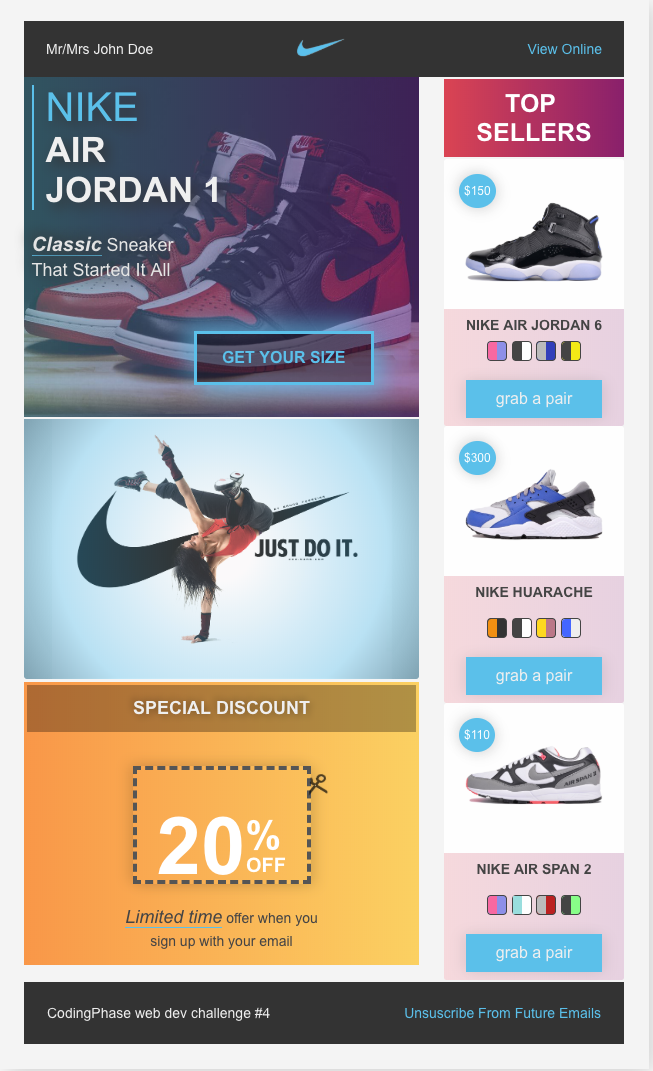 Mr/Mrs John Doe
View Online
NIKE
AIR
JORDAN 1
Classic Sneaker
That Started It All
GET YOUR SIZE
JUST DO IT.
SPECIAL DISCOUNT
20%
OFF
Limited time offer when you
sign up with your email
TOP
SELLERS
$150
NIKE AIR JORDAN 6
grab a pair
$300
NIKE HUARACHE
grab a pair
$110
AIR SPAN II
NIKE AIR SPAN 2
grab a pair
CodingPhase web dev challenge #4
Unsuscribe From Future Emails